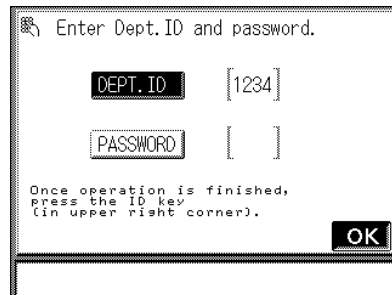 Enter Dept.ID and password.
DEPT.ID [1234]
PASSWORD [ ]
Once operation is finished,
press the ID key
(in upper right corner).
OK